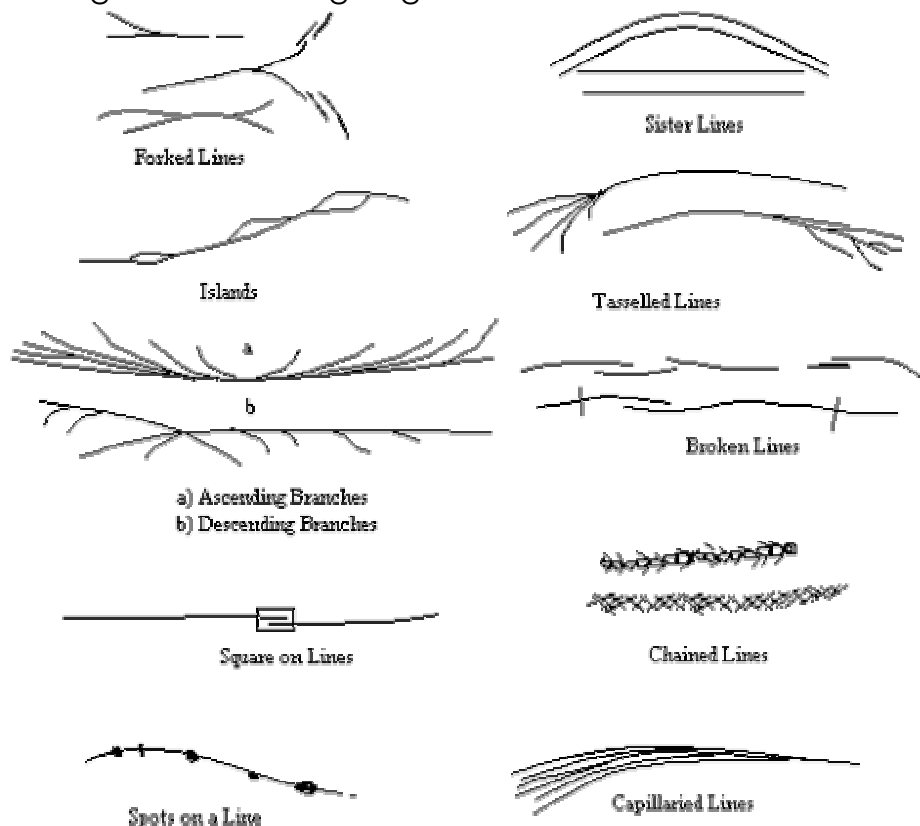 Forked Lines
Sister Lines
Islands
Tasselled Lines
a
b
Broken Lines
a) Ascending Branches
b) Descending Branches
Square on Lines
Chained Lines
Spots on a Line
Capillaried Lines